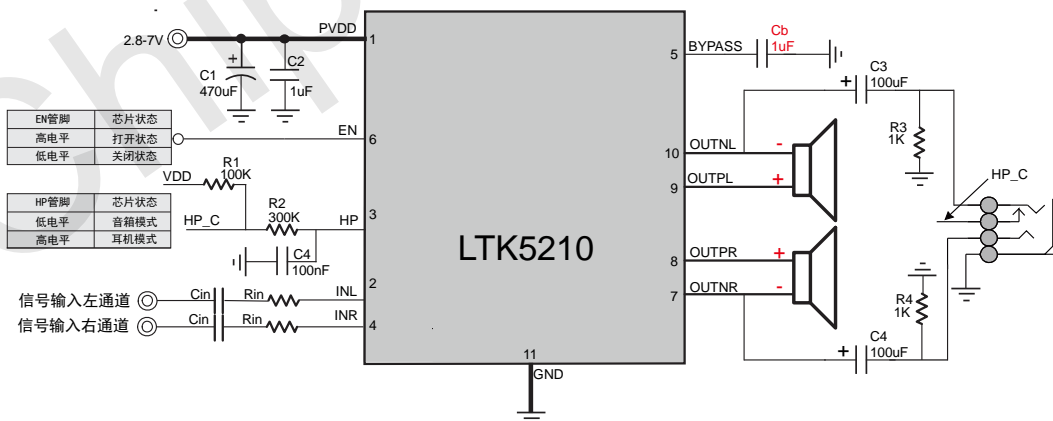 Chip
2.8-7V
PVDD
1
C1
470uF
C2
1uF
EN管脚 芯片状态
高电平 打开状态
低电平 关闭状态
EN
6
VDD
R1
100K
HP管脚 芯片状态
低电平 音箱模式
高电平 耳机模式
HP_C
R2
300K
HP
3
C4
100nF
信号输入左通道
Cin
Rin
INL
2
信号输入右通道
Cin
Rin
INR
4
LTK5210
11
GND
5
BYPASS
Cb
1uF
C3
100uF
R3
1K
10
OUTNL
-
9
OUTPL
+
HP_C
8
OUTPR
+
7
OUTNR
-
R4
1K
C4
100uF
+
+
+